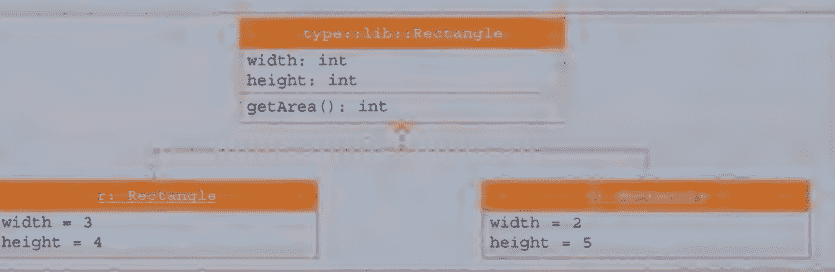 type::lib::Rectangle
width: int
height: int
getArea(): int
r: Rectangle
width = 3
height = 4
width = 2
height = 5